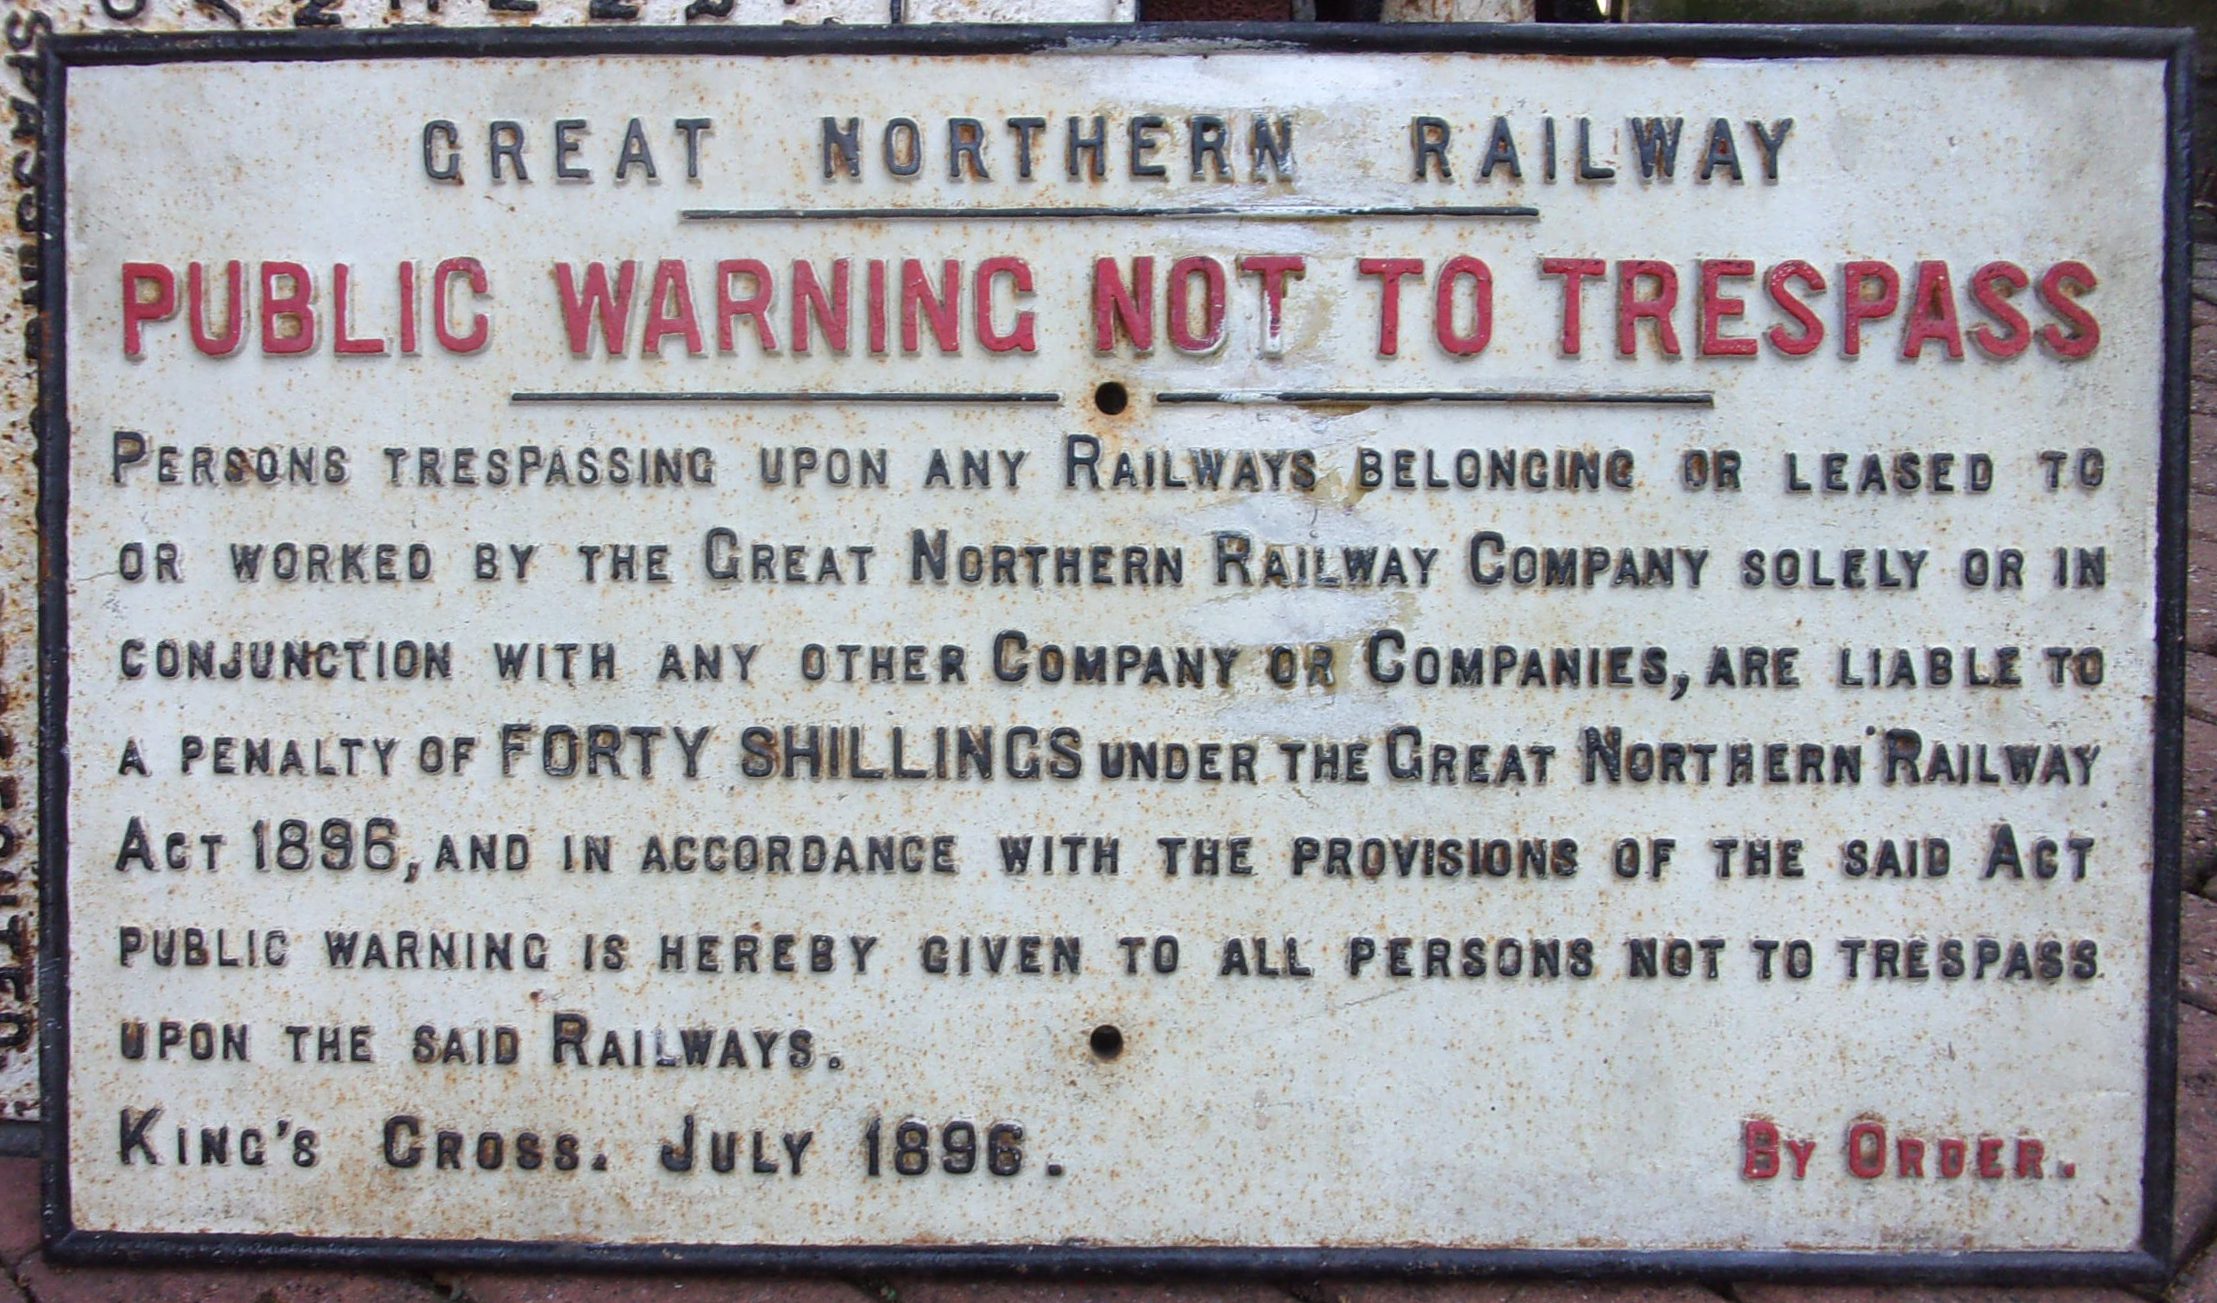 GREAT NORTHERN RAILWAY
PUBLIC WARNING NOT TO TRESPASS
PERSONS TRESPASSING UPON ANY RAILWAYS BELONGING OR LEASED TO
OR WORKED BY THE GREAT NORTHERN RAILWAY COMPANY SOLELY OR IN
CONJUNCTION WITH ANY OTHER COMPANY OR COMPANIES, ARE LIABLE TO
A PENALTY OF FORTY SHILLINGS UNDER THE GREAT NORTHERN RAILWAY
ACT 1896, AND IN ACCORDANCE WITH THE PROVISIONS OF THE SAID ACT
PUBLIC WARNING IS HEREBY GIVEN TO ALL PERSONS NOT TO TRESPASS
UPON THE SAID RAILWAYS.
KING'S CROSS. JULY 1896. BY ORDER.